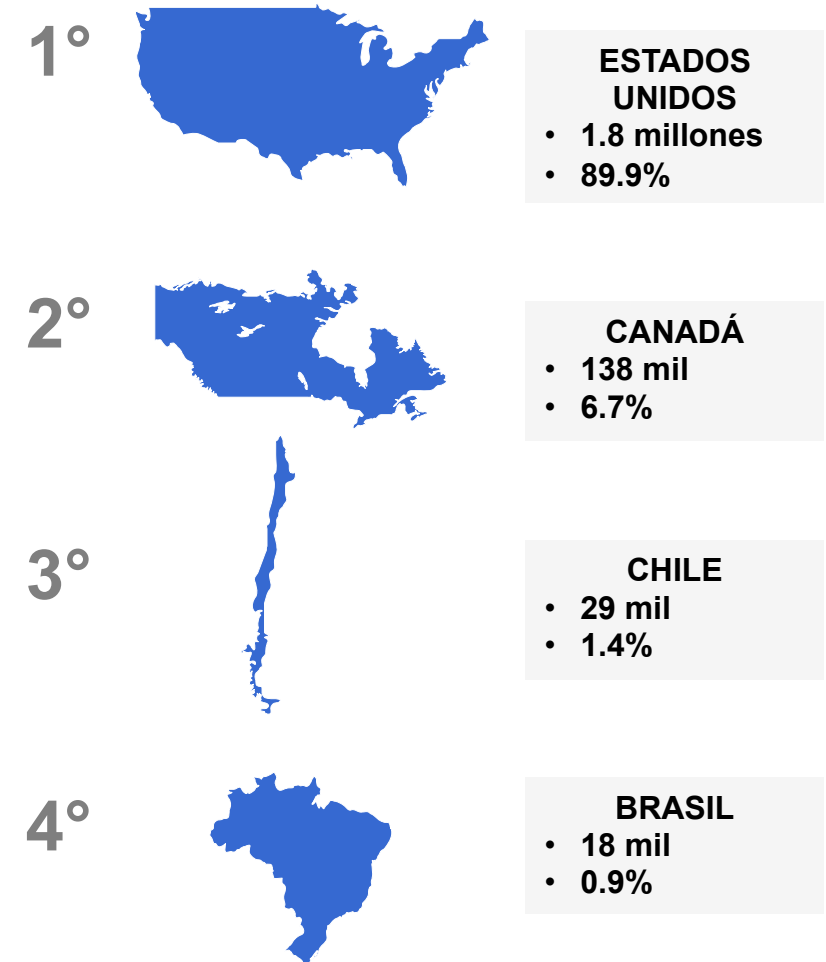 1°
ESTADOS
UNIDOS
• 1.8 millones
• 89.9%
2°
CANADÁ
• 138 mil
• 6.7%
3°
CHILE
• 29 mil
• 1.4%
4°
BRASIL
• 18 mil
• 0.9%